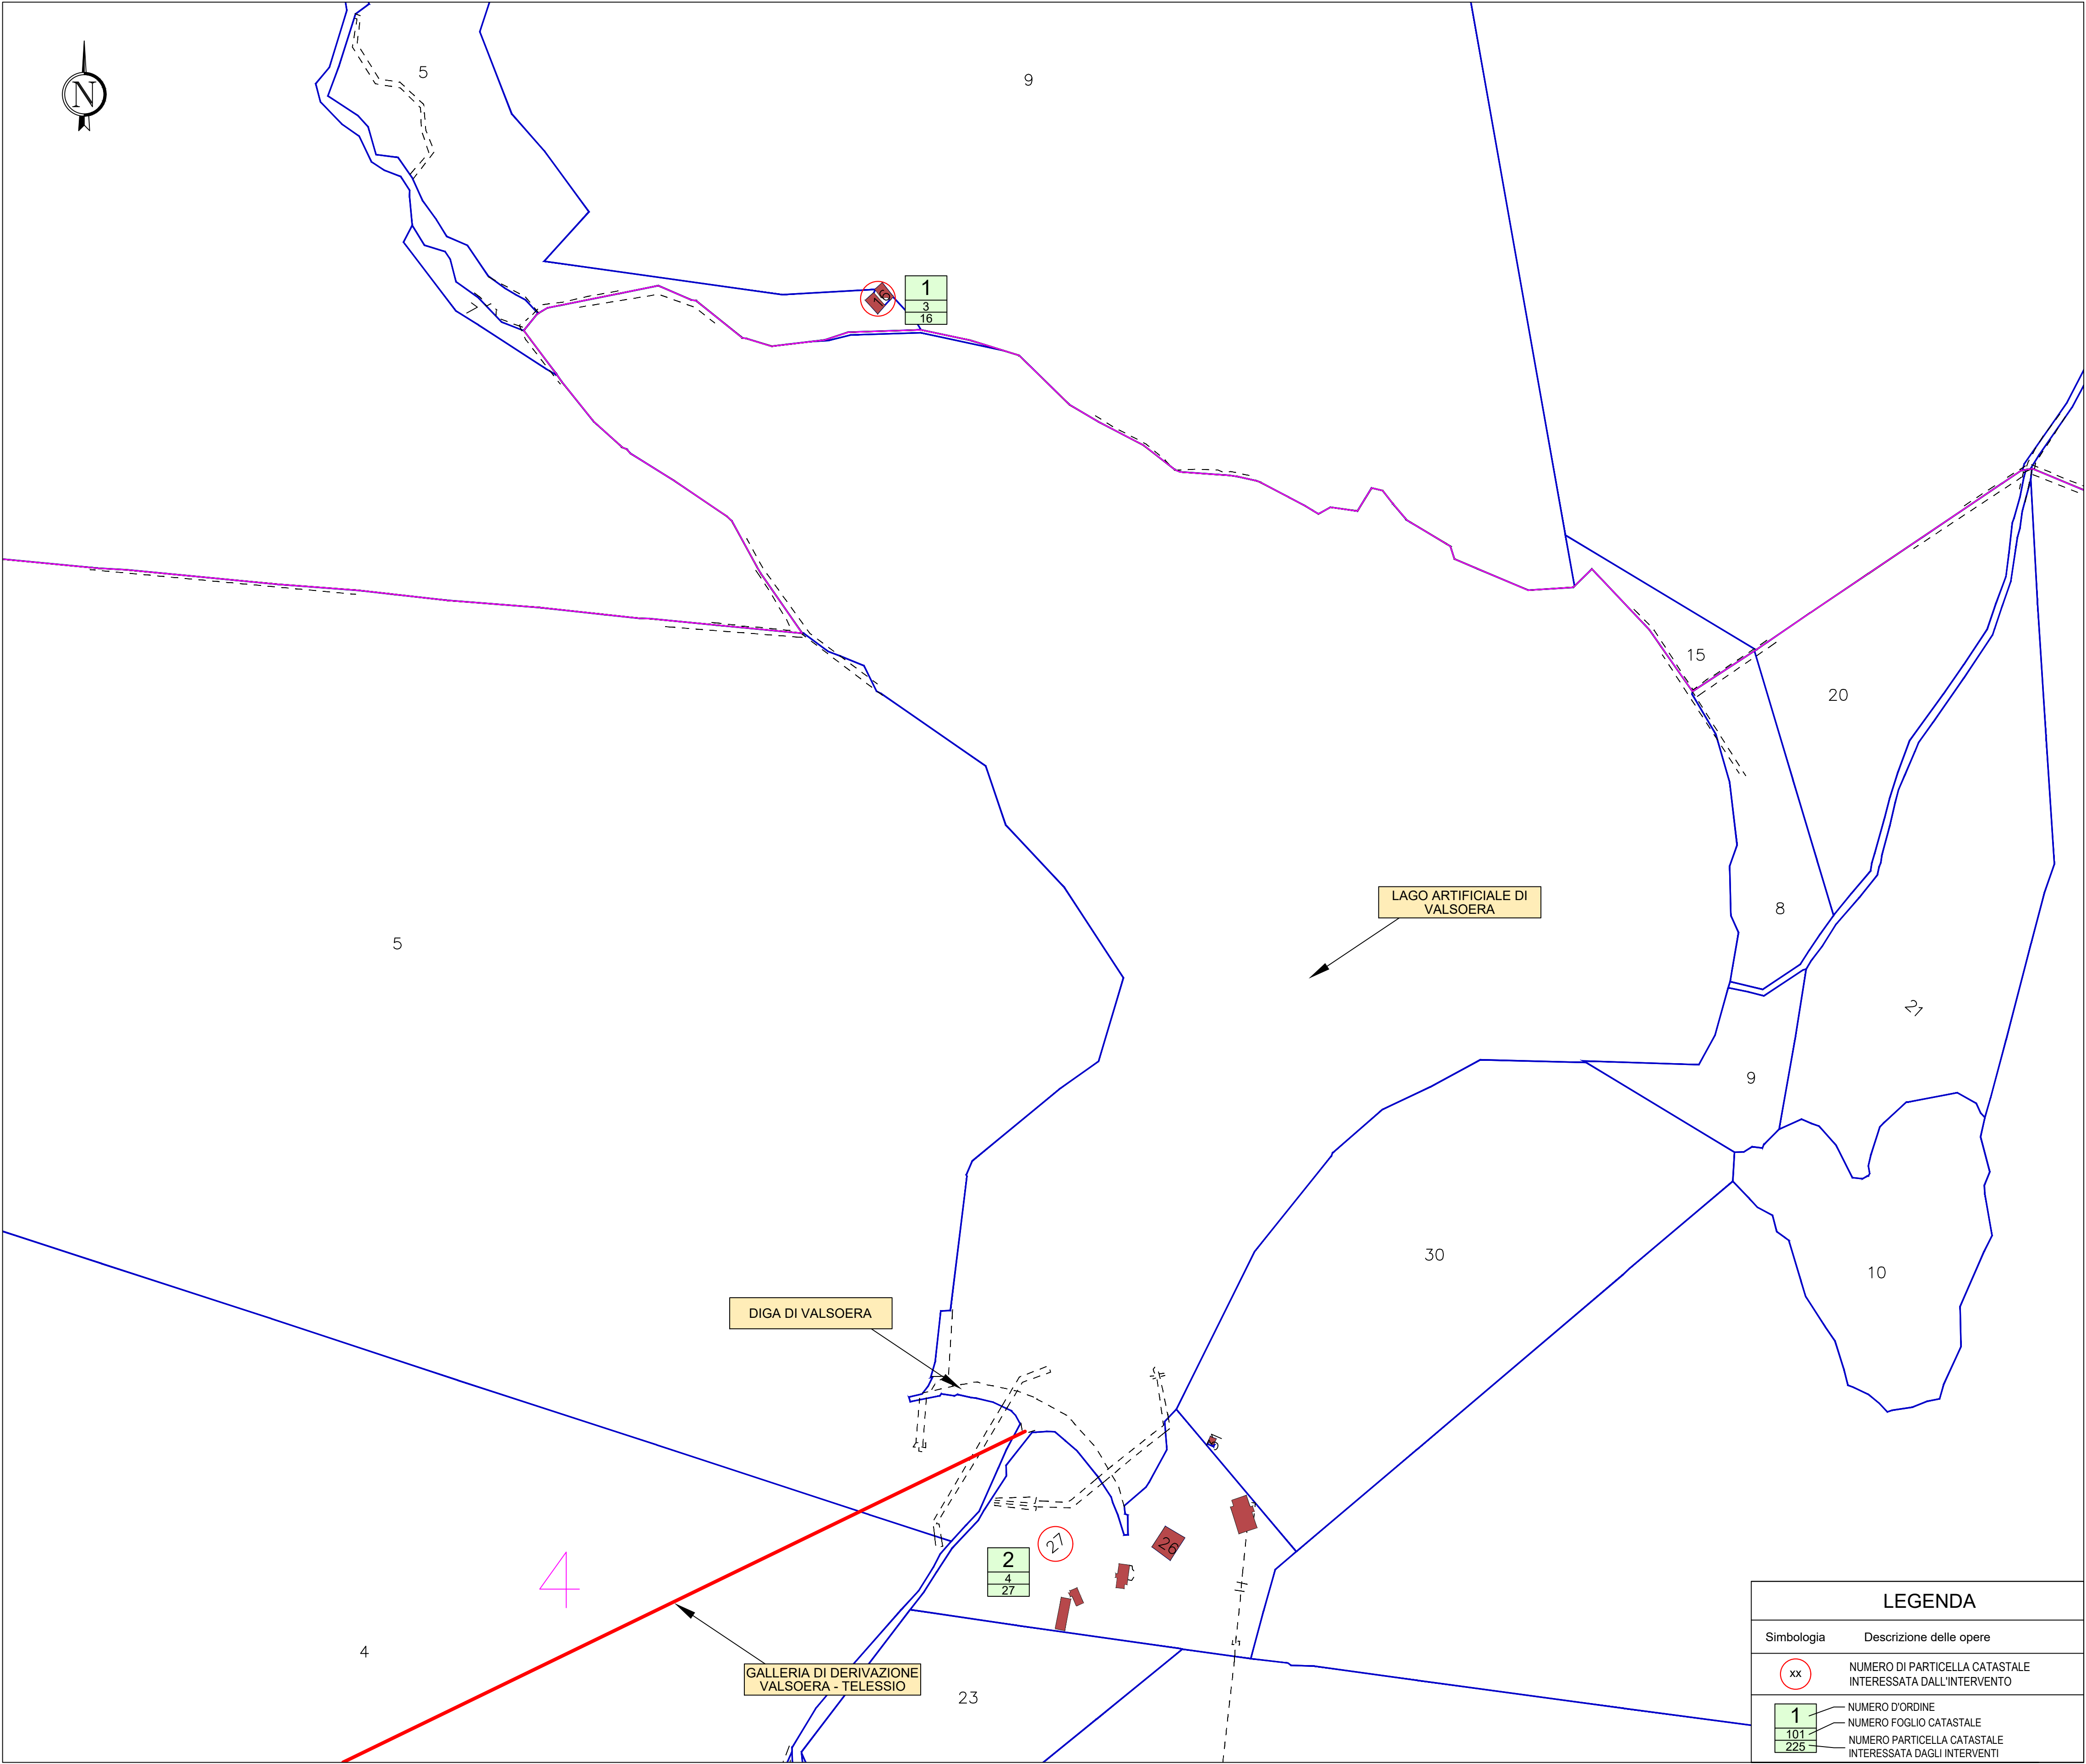 N
5
9
7
16
1
3
16
15
20
5
LAGO ARTIFICIALE DI
VALSOERA
8
21
9
30
10
DIGA DI VALSOERA
27
26
2
4
27
4
4
GALLERIA DI DERIVAZIONE
VALSOERA - TELESSIO
23
LEGENDA
Simbologia Descrizione delle opere
xx
NUMERO DI PARTICELLA CATASTALE
INTERESSATA DALL'INTERVENTO
1
101
225
NUMERO D'ORDINE
NUMERO FOGLIO CATASTALE
NUMERO PARTICELLA CATASTALE
INTERESSATA DAGLI INTERVENTI